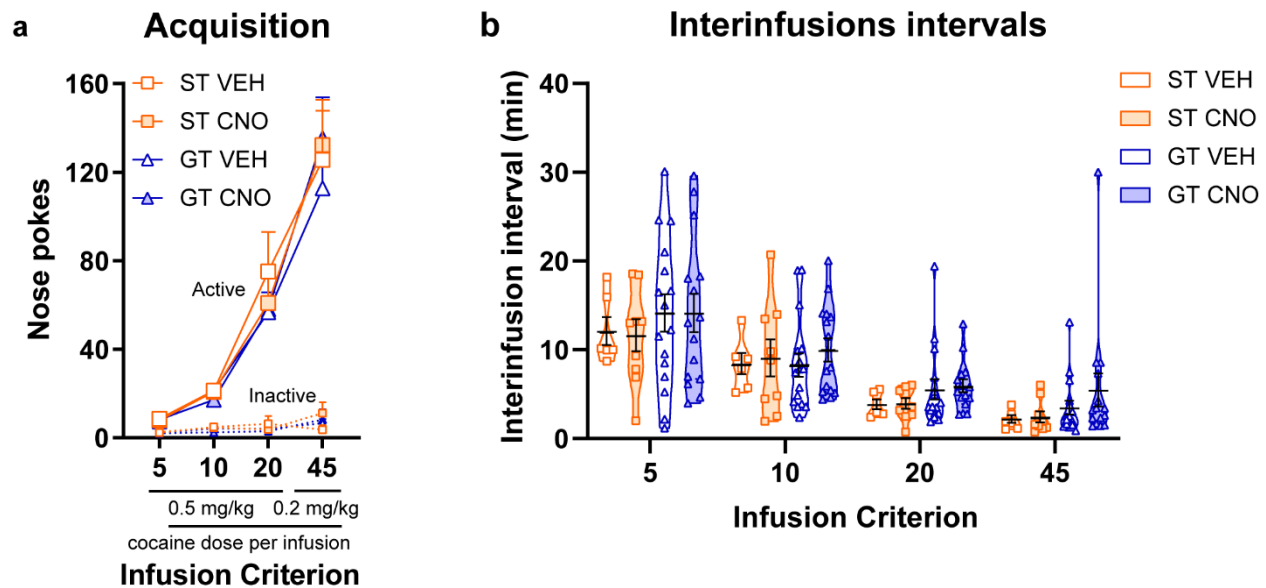 a
Acquisition
160
120
80
40
0
Nose pokes
ST VEH
ST CNO
GT VEH
GT CNO
Active
Inactive
5 10 20 45
0.5 mg/kg 0.2 mg/kg
cocaine dose per infusion
Infusion Criterion
b
Interinfusions intervals
40
30
20
10
0
Interinfusion interval (min)
5 10 20 45
Infusion Criterion
ST VEH
ST CNO
GT VEH
GT CNO